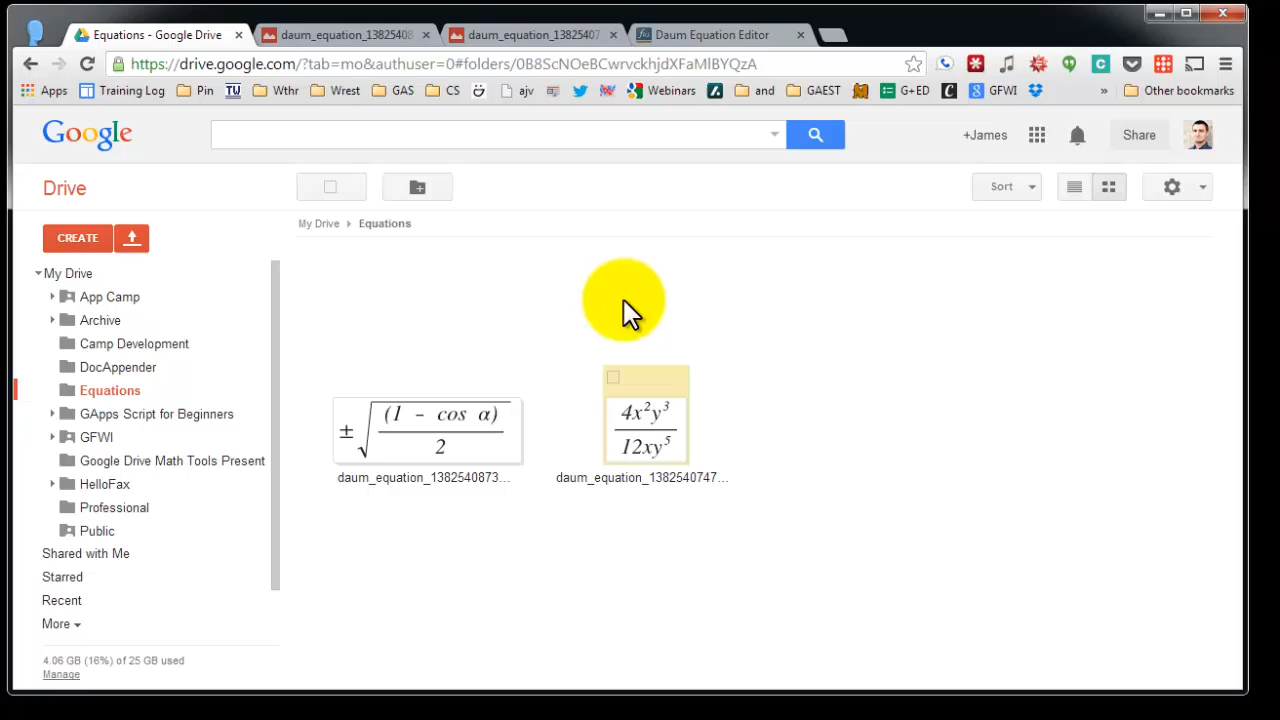 Equations - Google Drive
daum_equation_13825408
daum_equation_13825407
Daum Equation Editor
https://drive.google.com/?tab=mo&authuser=0#folders/0B8ScNOeBCwrvckhjdXFaMlBYQzA
Apps Training Log Pin TU Wthr Wrest GAS CS ajv Webinars and GAEST G+ED GFWI » Other bookmarks
Google
+James
Share
Drive
Sort
My Drive Equations
CREATE
My Drive
App Camp
Archive
Camp Development
DocAppender
Equations
GApps Script for Beginners
GFWI
Google Drive Math Tools Present
HelloFax
Professional
Public
Shared with Me
Starred
Recent
More
4.06 GB (16%) of 25 GB used
Manage
± √ (1 - cos α)
2
daum_equation_1382540873...
4x²y³
12xy⁵
daum_equation_1382540747...